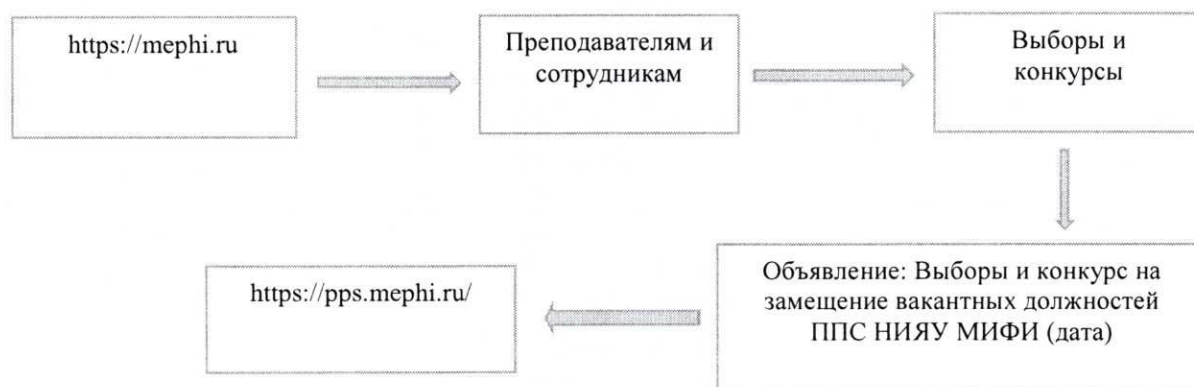 https://mephi.ru
Преподавателям и
сотрудникам
Выборы и
конкурсы
Объявление: Выборы и конкурс на
замещение вакантных должностей
ППС НИЯУ МИФИ (дата)
https://pps.mephi.ru/